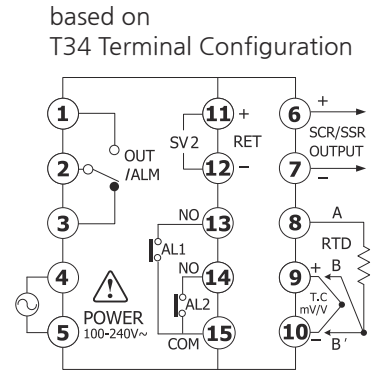 based on
T34 Terminal Configuration
1
11
+
6
+
SV2
RET
SCR/SSR
OUTPUT
OUT
/ALM
2
12
−
7
−
3
NO
13
8
A
AL1
RTD
4
NO
14
9
+
B
T.C
mV/V
AL2
POWER
100-240V~
5
COM
15
10
−
B'